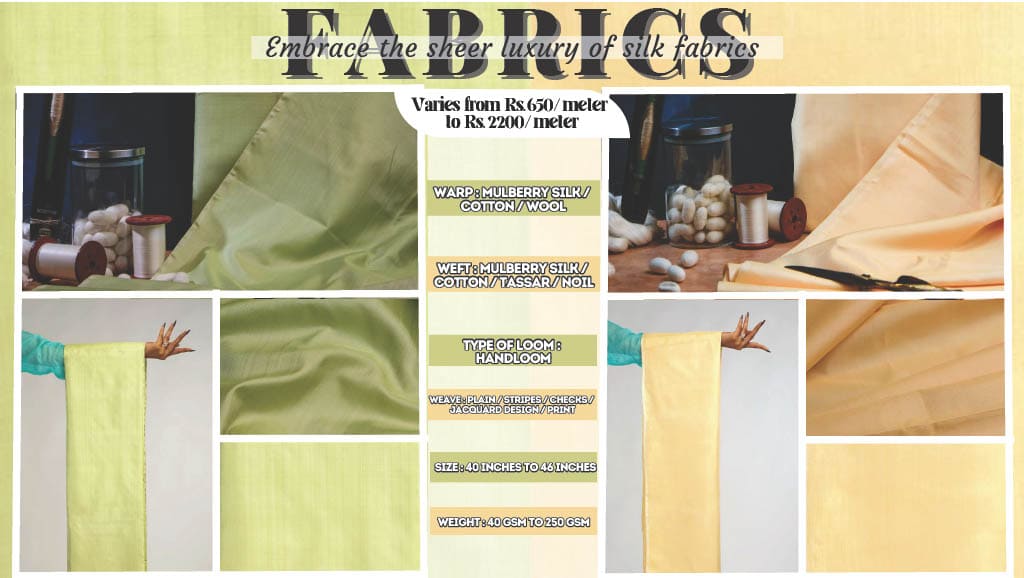 FABRICS
Embrace the sheer luxury of silk fabrics
Varies from Rs.650/meter
to Rs.2200/meter
WARP : MULBERRY SILK /
COTTON / WOOL
WEFT : MULBERRY SILK /
COTTON / TASSAR / NOIL
TYPE OF LOOM :
HANDLOOM
WEAVE : PLAIN / STRIPES / CHECKS /
JACQUARD DESIGN / PRINT
SIZE : 40 INCHES TO 46 INCHES
WEIGHT : 40 GSM TO 250 GSM